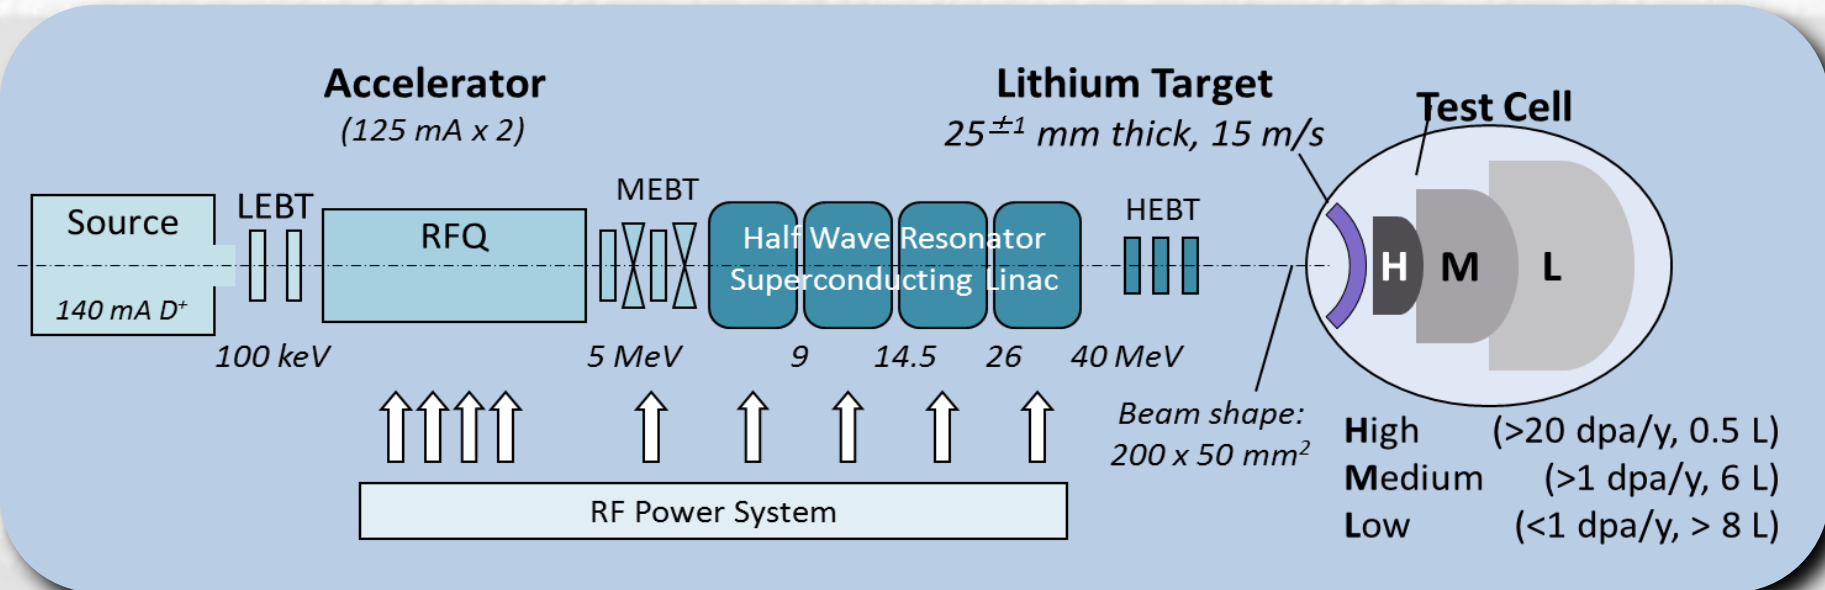 Accelerator
(125 mA x 2)
Lithium Target
25±1 mm thick, 15 m/s
Test Cell
Source
140 mA D+
LEBT
RFQ
MEBT
Half Wave Resonator
Superconducting Linac
HEBT
H M L
100 keV
5 MeV
9
14.5
26
40 MeV
Beam shape:
200 x 50 mm2
RF Power System
High (>20 dpa/y, 0.5 L)
Medium (>1 dpa/y, 6 L)
Low (<1 dpa/y, > 8 L)